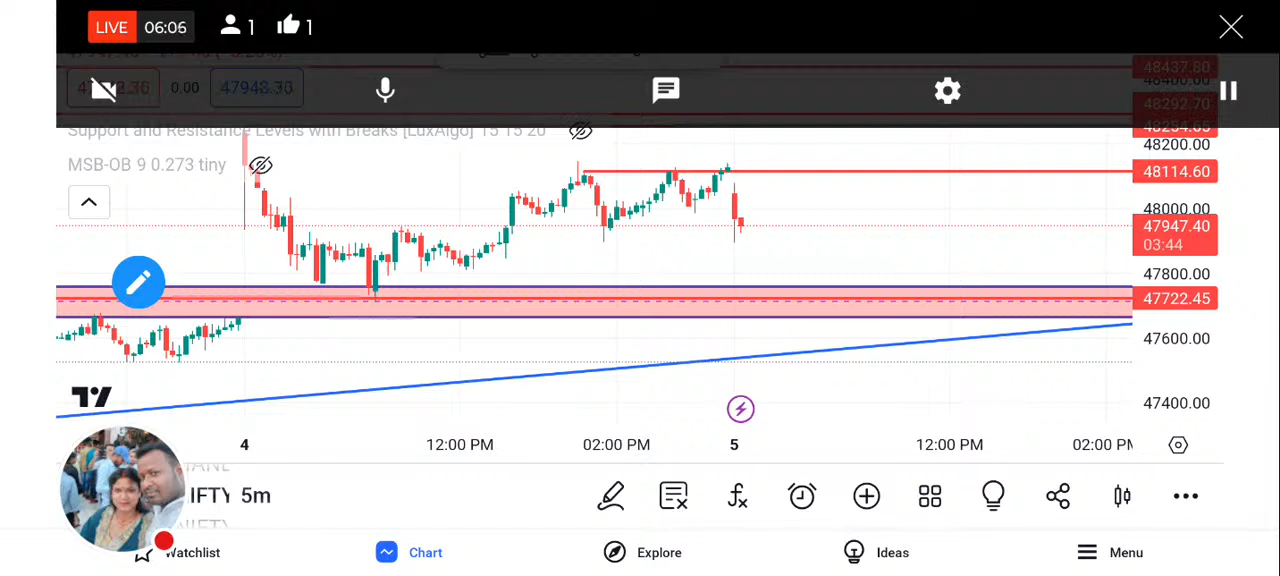 LIVE 06:06 1 1
48437.80
0.00 47948.30
48292.70
Support and Resistance Levels with Breaks [LuxAlgo] 15 15 20
48200.00
MSB-OB 9 0.273 tiny
48114.60
48000.00
47947.40
03:44
47800.00
47722.45
47600.00
47400.00
4 12:00 PM 02:00 PM 5 12:00 PM 02:00 PM
5m
Watchlist Chart Explore Ideas Menu